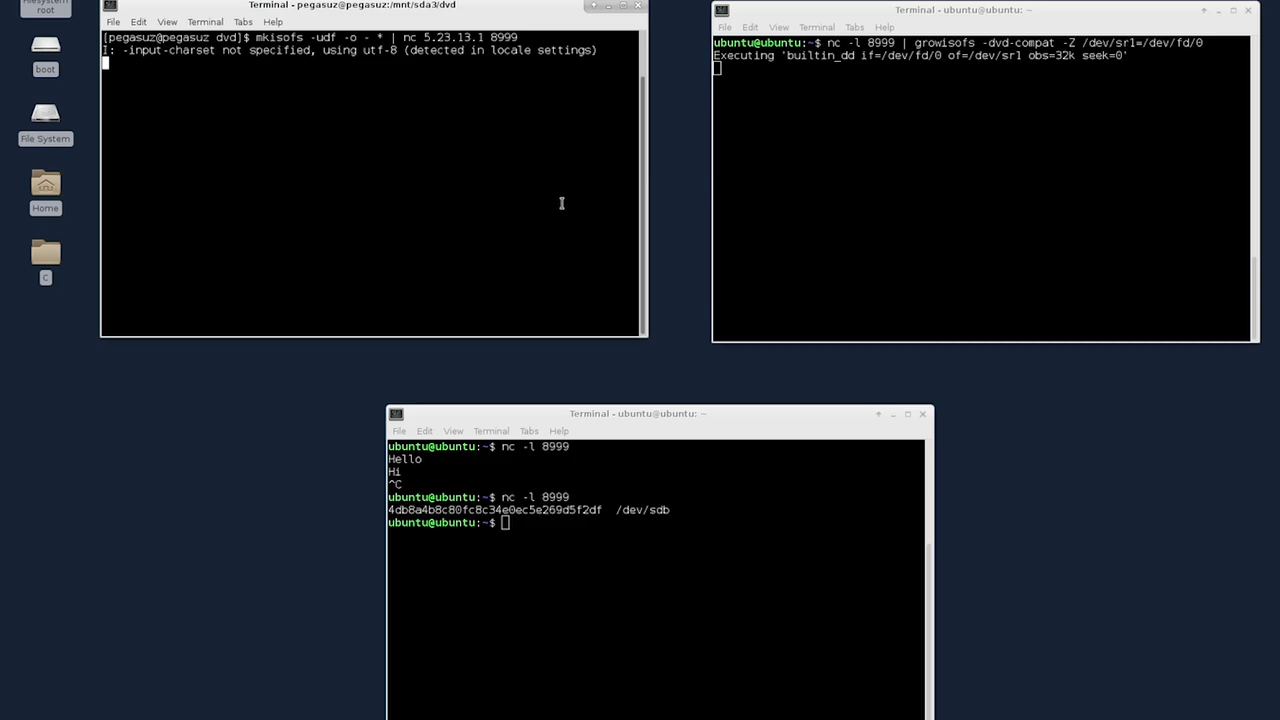 Filesystem
root
boot
File System
Home
C
Terminal - pegasuz@pegasuz:/mnt/sda3/dvd
File Edit View Terminal Tabs Help
[pegasuz@pegasuz dvd]$ mkisofs -udf -o - * | nc 5.23.13.1 8999
I: -input-charset not specified, using utf-8 (detected in locale settings)
Terminal - ubuntu@ubuntu: ~
File Edit View Terminal Tabs Help
ubuntu@ubuntu:~$ nc -l 8999 | growisofs -dvd-compat -Z /dev/sr1=/dev/fd/0
Executing 'builtin_dd if=/dev/fd/0 of=/dev/sr1 obs=32k seek=0'
Terminal - ubuntu@ubuntu: ~
File Edit View Terminal Tabs Help
ubuntu@ubuntu:~$ nc -l 8999
Hello
Hi
^C
ubuntu@ubuntu:~$ nc -l 8999
4db8a4b8c80fc8c34e0ec5e269d5f2df  /dev/sdb
ubuntu@ubuntu:~$